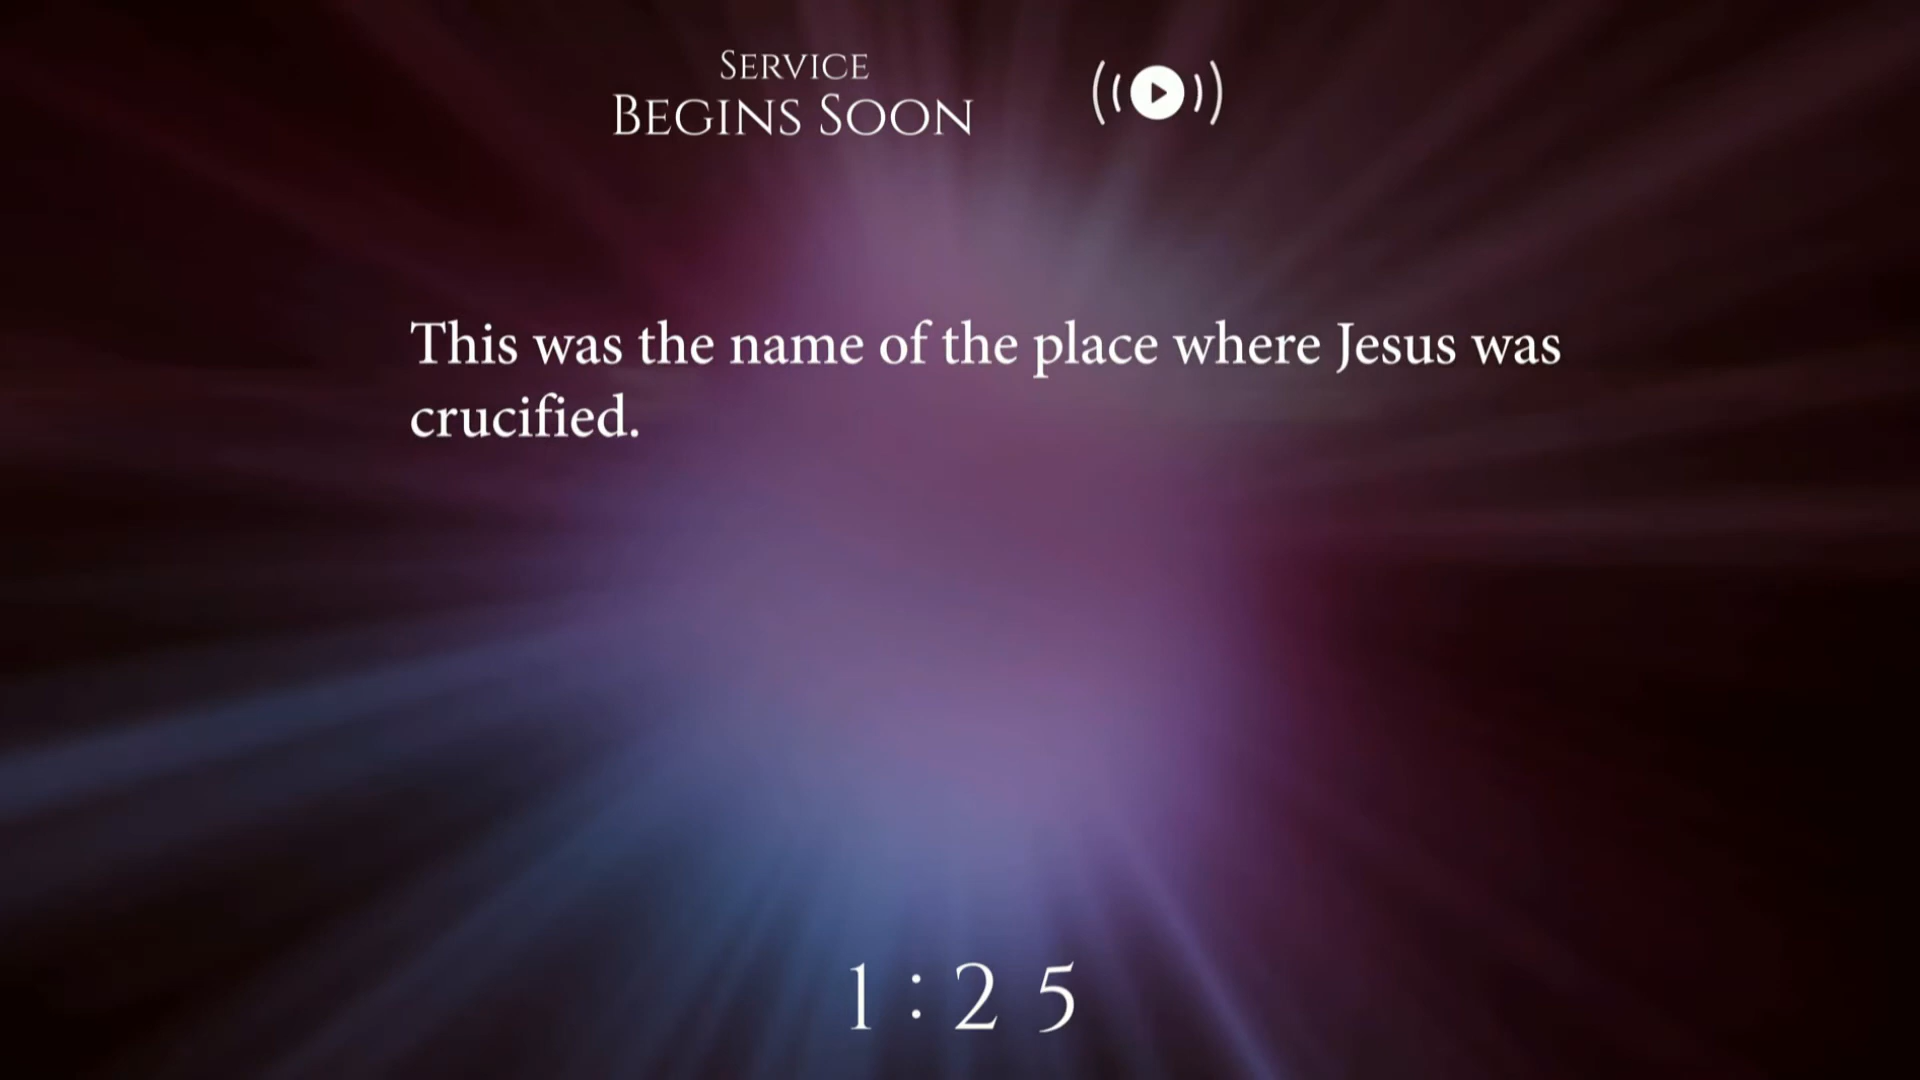 Service
Begins Soon
This was the name of the place where Jesus was
crucified.
1:25